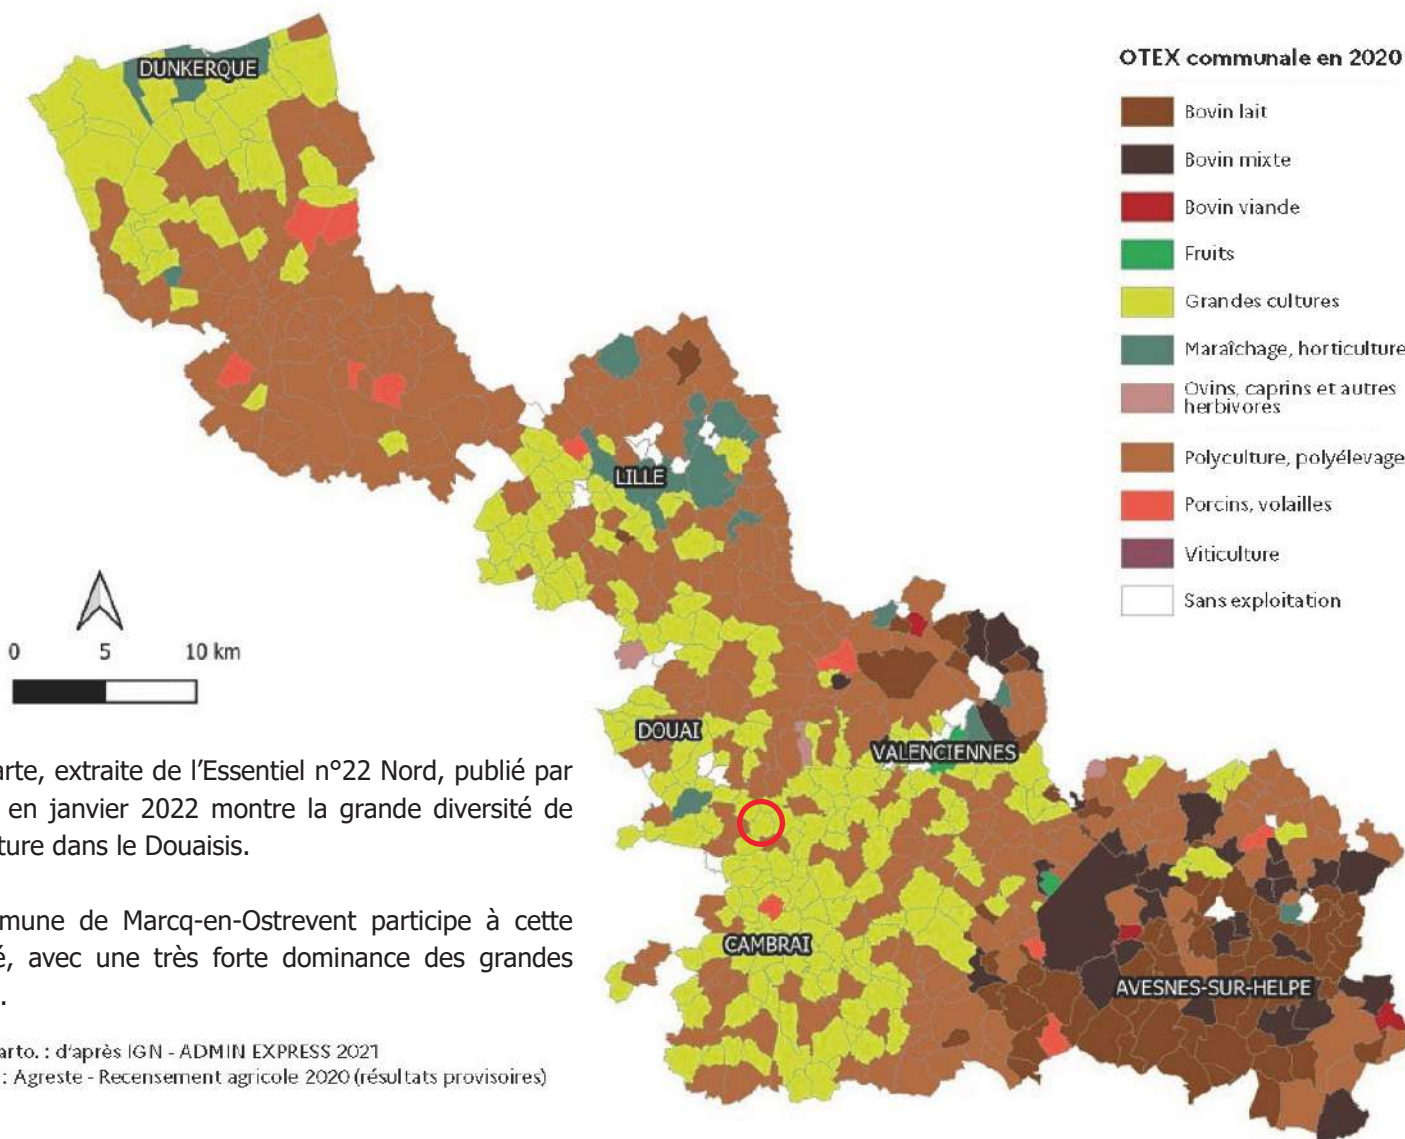 OTEX communale en 2020
Bovin lait
Bovin mixte
Bovin viande
Fruits
Grandes cultures
Maraîchage, horticulture
Ovins, caprins et autres
herbivores
Polyculture, polyélevage
Porcins, volailles
Viticulture
Sans exploitation
DUNKERQUE
LILLE
DOUAI
VALENCIENNES
CAMBRAI
AVESNES-SUR-HELPE
0 5 10 km
arte, extraite de l'Essentiel n°22 Nord, publié par
en janvier 2022 montre la grande diversité de
ture dans le Douaisis.
mune de Marcq-en-Ostrevent participe à cette
é, avec une très forte dominance des grandes
.
arto. : d'après IGN - ADMIN EXPRESS 2021
: Agreste - Recensement agricole 2020 (résultats provisoires)